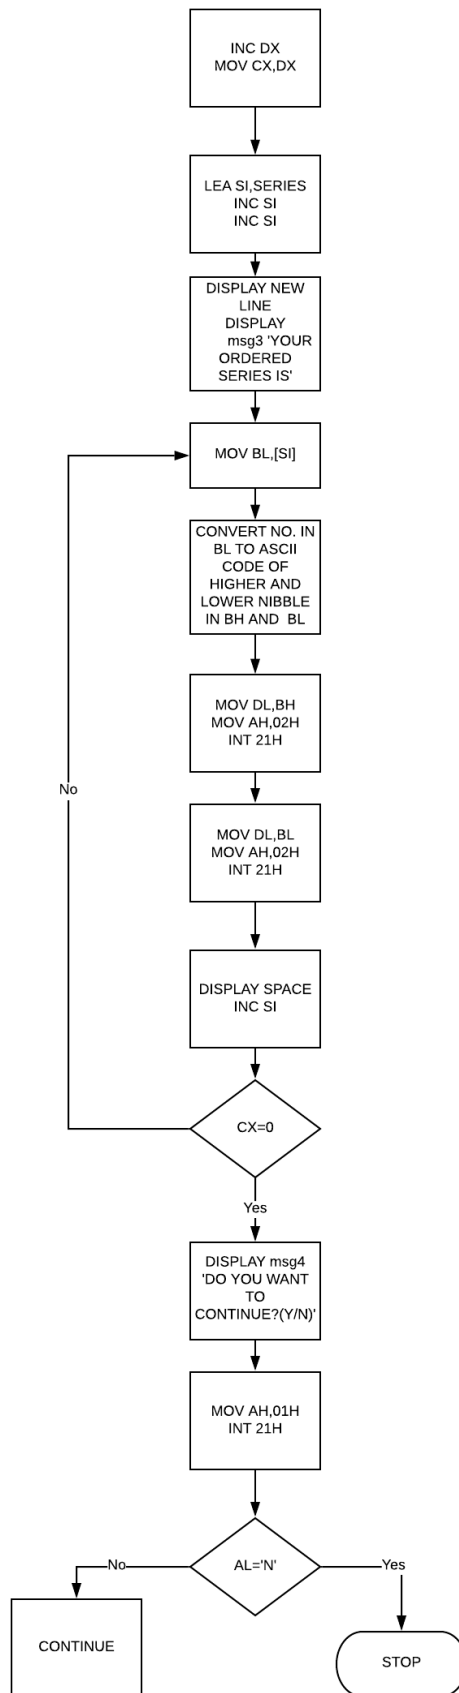 INC DX
MOV CX,DX
LEA SI,SERIES
INC SI
INC SI
DISPLAY NEW
LINE
DISPLAY
msg3 'YOUR
ORDERED
SERIES IS'
MOV BL,[SI]
CONVERT NO. IN
BL TO ASCII
CODE OF
HIGHER AND
LOWER NIBBLE
IN BH AND BL
MOV DL,BH
MOV AH,02H
INT 21H
No
MOV DL,BL
MOV AH,02H
INT 21H
DISPLAY SPACE
INC SI
CX=0
Yes
DISPLAY msg4
'DO YOU WANT
TO
CONTINUE?(Y/N)'
MOV AH,01H
INT 21H
AL='N'
No
Yes
CONTINUE
STOP